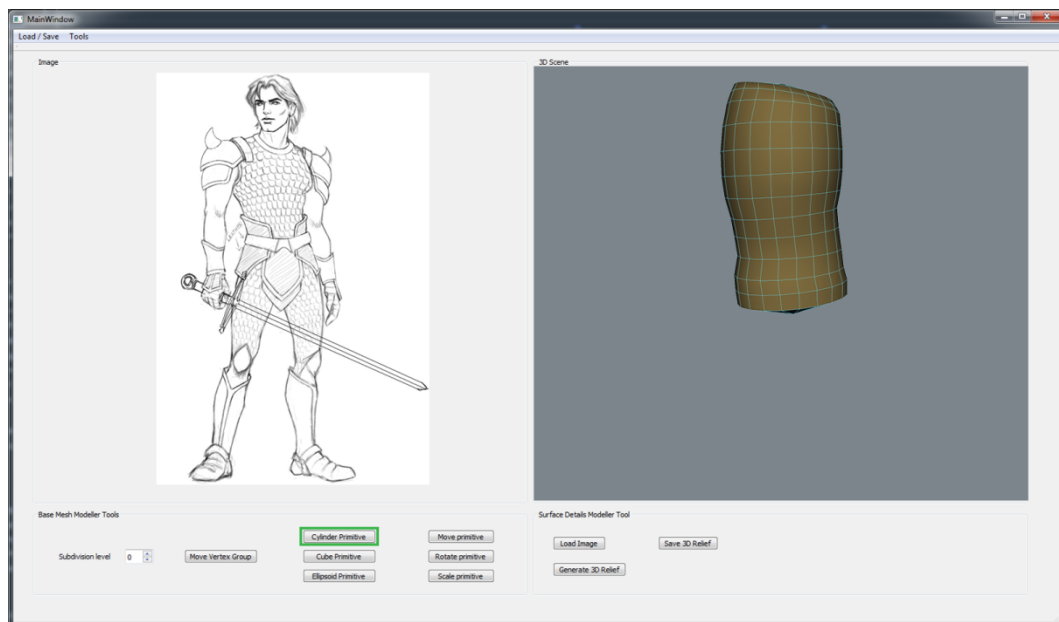 MainWindow
Load / Save Tools
Image
3D Scene
Base Mesh Modeller Tools
Subdivision level 0
Move Vertex Group
Cylinder Primitive
Cube Primitive
Ellipsoid Primitive
Move primitive
Rotate primitive
Scale primitive
Surface Details Modeller Tool
Load Image
Save 3D Relief
Generate 3D Relief